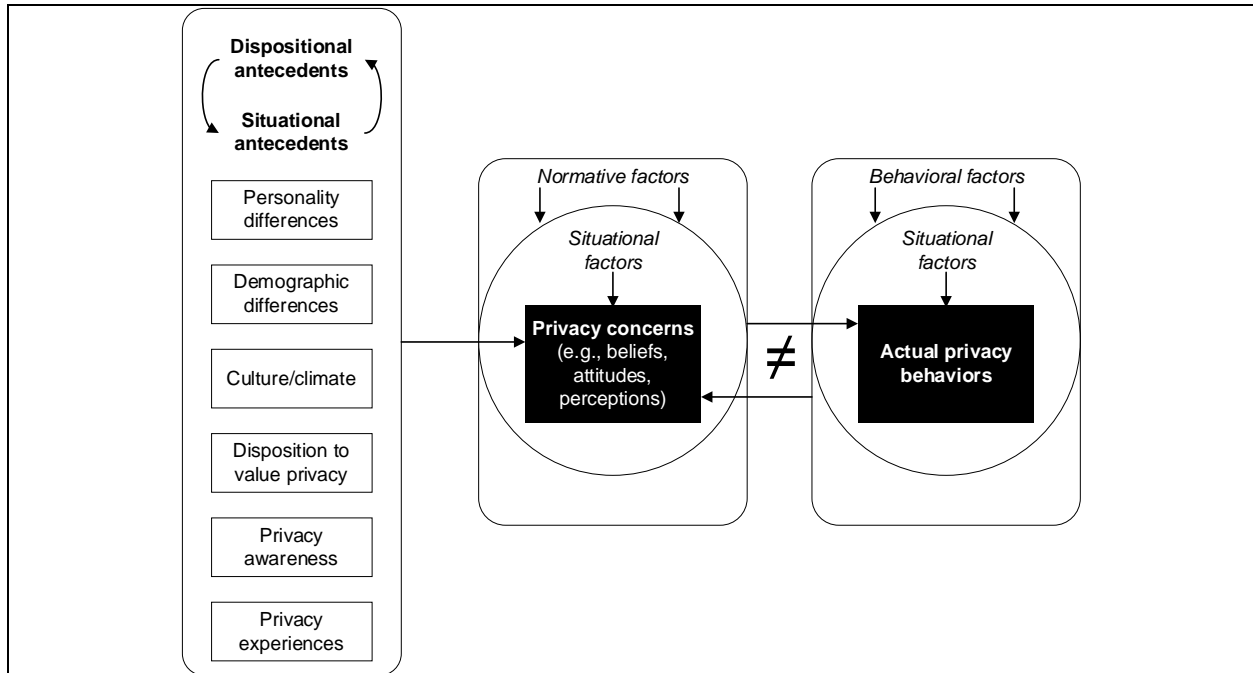 Dispositional
antecedents
Situational
antecedents
Personality
differences
Demographic
differences
Culture/climate
Disposition to
value privacy
Privacy
awareness
Privacy
experiences
Normative factors
Situational
factors
Privacy concerns
(e.g., beliefs,
attitudes,
perceptions)
≠
Behavioral factors
Situational
factors
Actual privacy
behaviors